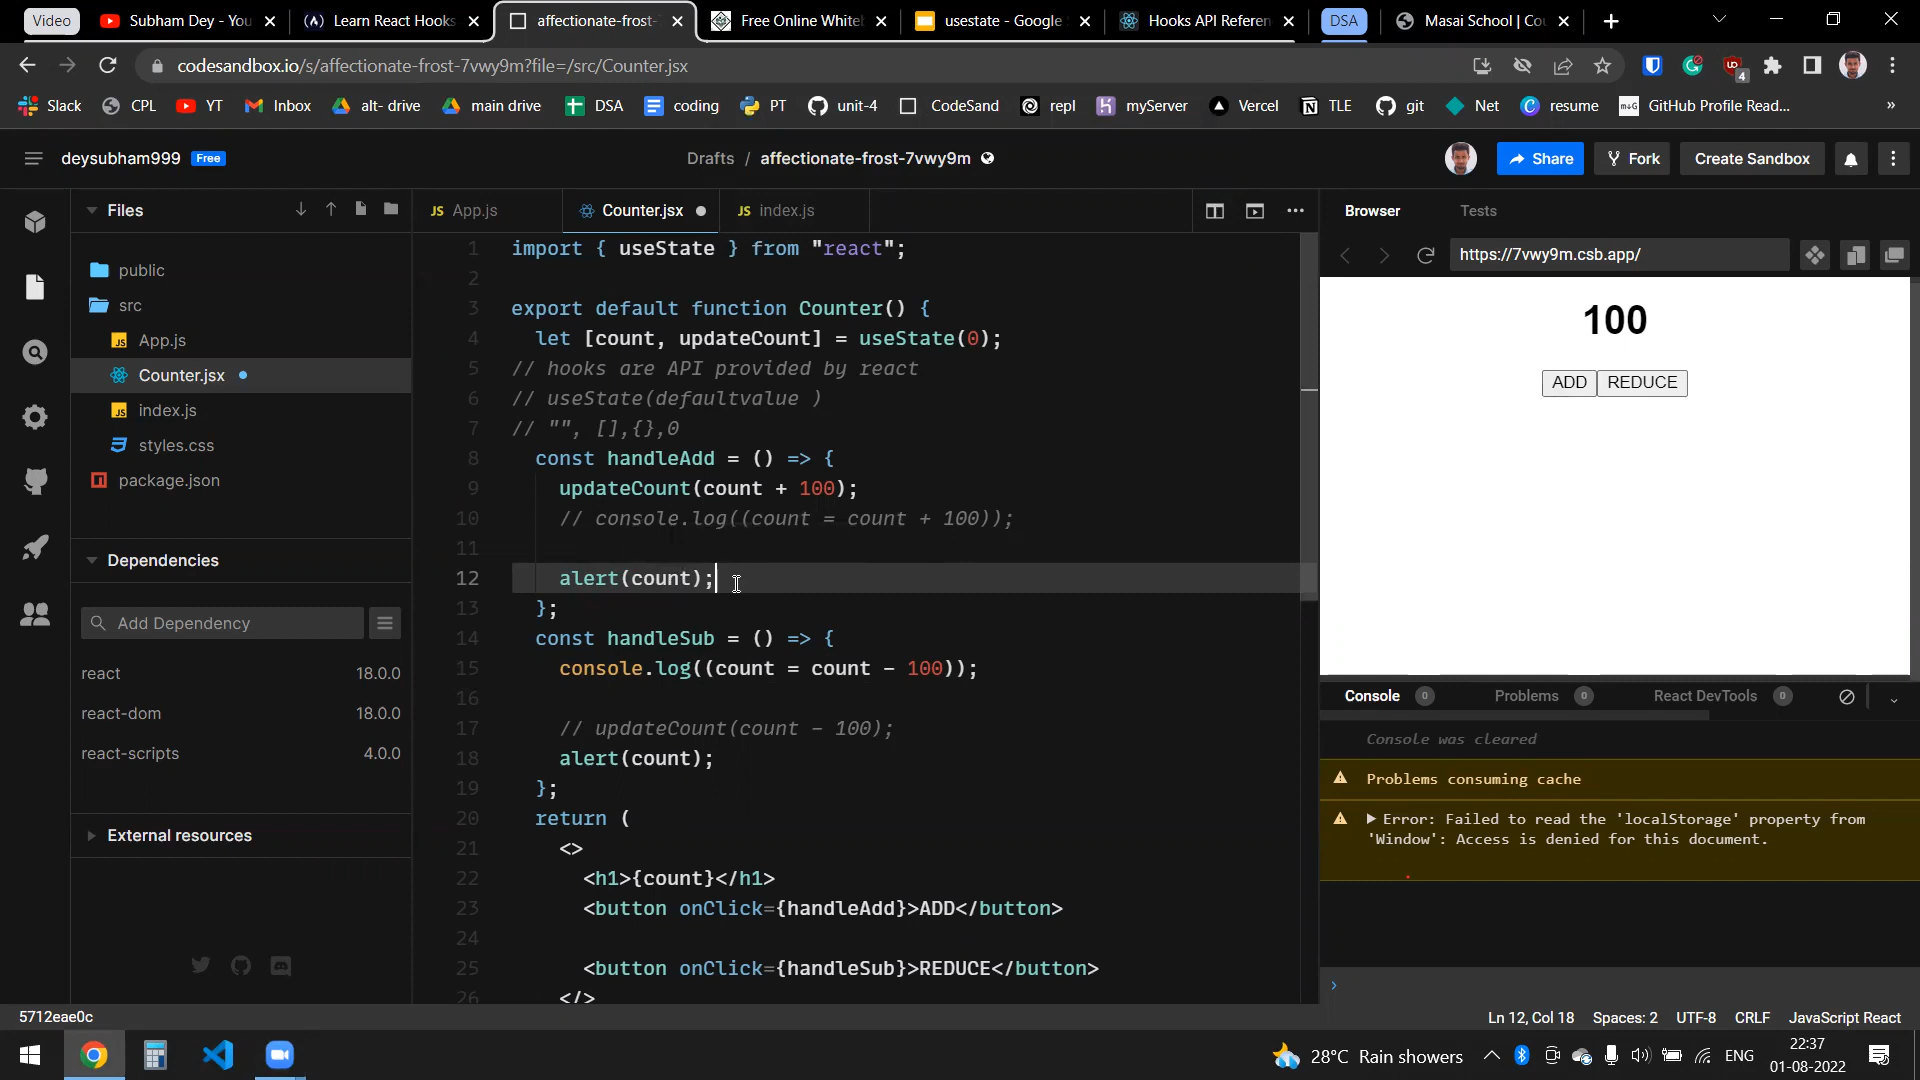 Video
Subham Dey - You
Learn React Hooks
affectionate-frost-
Free Online Whitel
usestate - Google
Hooks API Referen
DSA
Masai School | Cou
codesandbox.io/s/affectionate-frost-7vwy9m?file=/src/Counter.jsx
4
Slack
CPL
YT
Inbox
alt- drive
main drive
DSA
coding
PT
unit-4
CodeSand
repl
myServer
Vercel
TLE
git
Net
resume
GitHub Profile Read...
deysubham999
Free
Drafts / affectionate-frost-7vwy9m
Share
Fork
Create Sandbox
Files
JS App.js
Counter.jsx
JS index.js
Browser
Tests
https://7vwy9m.csb.app/
public
src
App.js
Counter.jsx
index.js
styles.css
package.json
Dependencies
Add Dependency
react 18.0.0
react-dom 18.0.0
react-scripts 4.0.0
External resources
1 import { useState } from "react";
2
3 export default function Counter() {
4 let [count, updateCount] = useState(0);
5 // hooks are API provided by react
6 // useState(defaultvalue )
7 // "", [],{},0
8 const handleAdd = () => {
9 updateCount(count + 100);
10 // console.log((count = count + 100));
11
12 alert(count);
13 };
14 const handleSub = () => {
15 console.log((count = count - 100));
16
17 // updateCount(count - 100);
18 alert(count);
19 };
20 return (
21 <>
22 <h1>{count}</h1>
23 <button onClick={handleAdd}>ADD</button>
24
25 <button onClick={handleSub}>REDUCE</button>
26 </>
100
ADD REDUCE
Console 0
Problems 0
React DevTools 0
Console was cleared
Problems consuming cache
Error: Failed to read the 'localStorage' property from
'Window': Access is denied for this document.
5712eae0c
Ln 12, Col 18
Spaces: 2
UTF-8
CRLF
JavaScript React
28°C Rain showers
ENG
22:37
01-08-2022